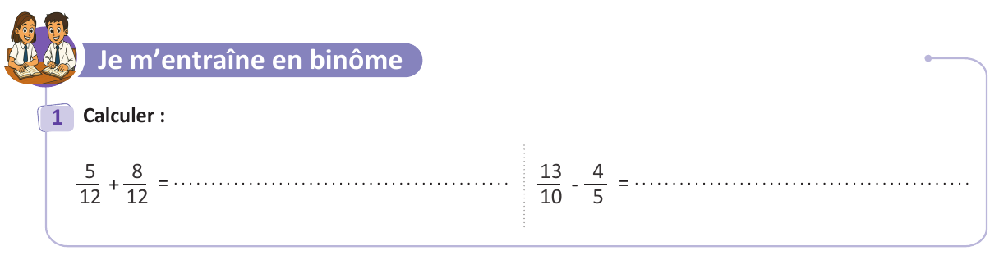 Je m’entraîne en binôme
1 Calculer :
5/12 + 8/12 = ........................................
13/10 - 4/5 = ........................................